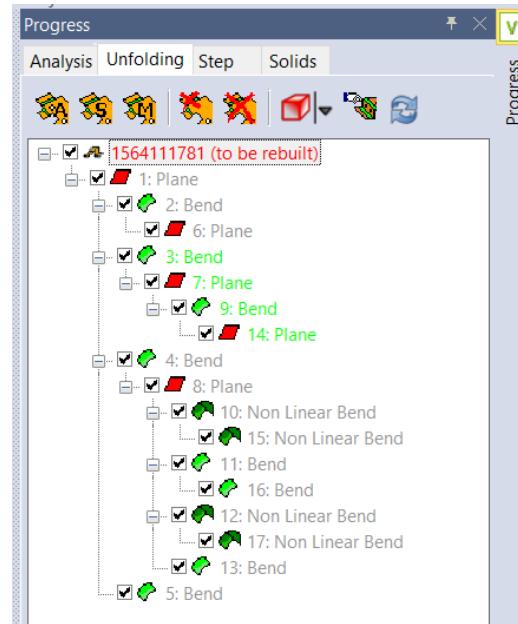 Progress
V
Analysis Unfolding Step Solids
A S M
Progress
1564111781 (to be rebuilt)
1: Plane
2: Bend
6: Plane
3: Bend
7: Plane
9: Bend
14: Plane
4: Bend
8: Plane
10: Non Linear Bend
15: Non Linear Bend
11: Bend
16: Bend
12: Non Linear Bend
17: Non Linear Bend
13: Bend
5: Bend